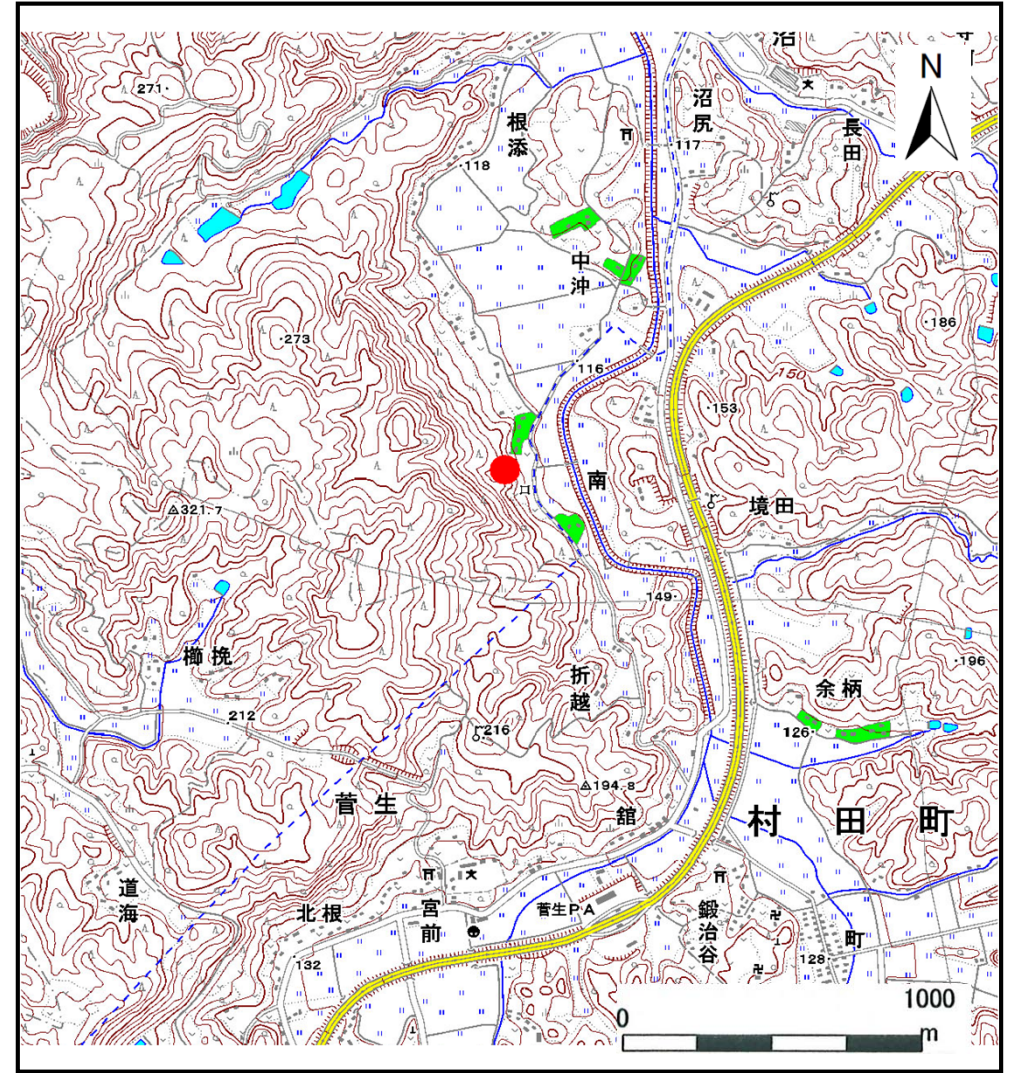 沼
N
271
根添
沼尻
長田
117
118
中沖
273
186
116
150
153
南
境田
321.7
149
折越
196
櫛挽
余柄
212
216
126
194.8
菅生
舘
村田町
道海
北根
宮前
菅生PA
鍛治谷
町
132
128
0
1000
m